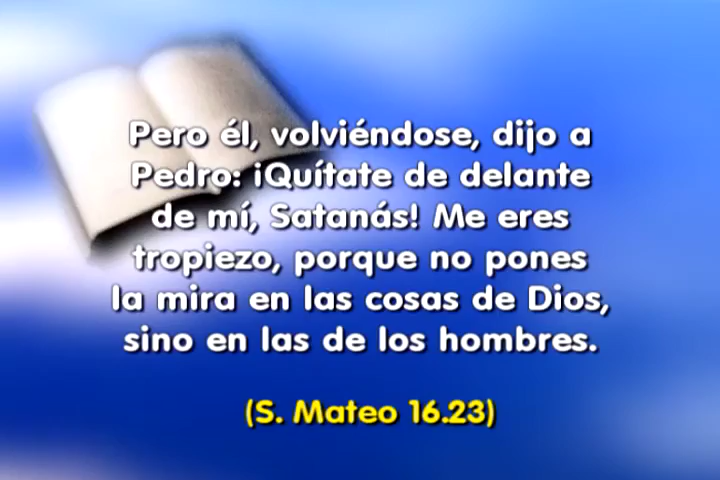 Pero él, volviéndose, dijo a
Pedro: ¡Quítate de delante
de mí, Satanás! Me eres
tropiezo, porque no pones
la mira en las cosas de Dios,
sino en las de los hombres.
(S. Mateo 16.23)